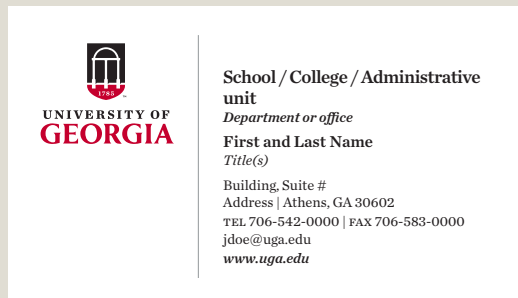 1785
UNIVERSITY OF
GEORGIA
School / College / Administrative
unit
Department or office
First and Last Name
Title(s)
Building, Suite #
Address | Athens, GA 30602
TEL 706-542-0000 | FAX 706-583-0000
jdoe@uga.edu
www.uga.edu